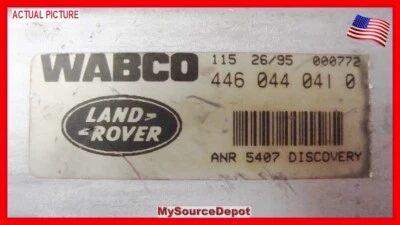 ACTUAL PICTURE
WABCO
115 26/95 000772
446 044 041 0
LAND
ROVER
ANR 5407 DISCOVERY
MySourceDepot